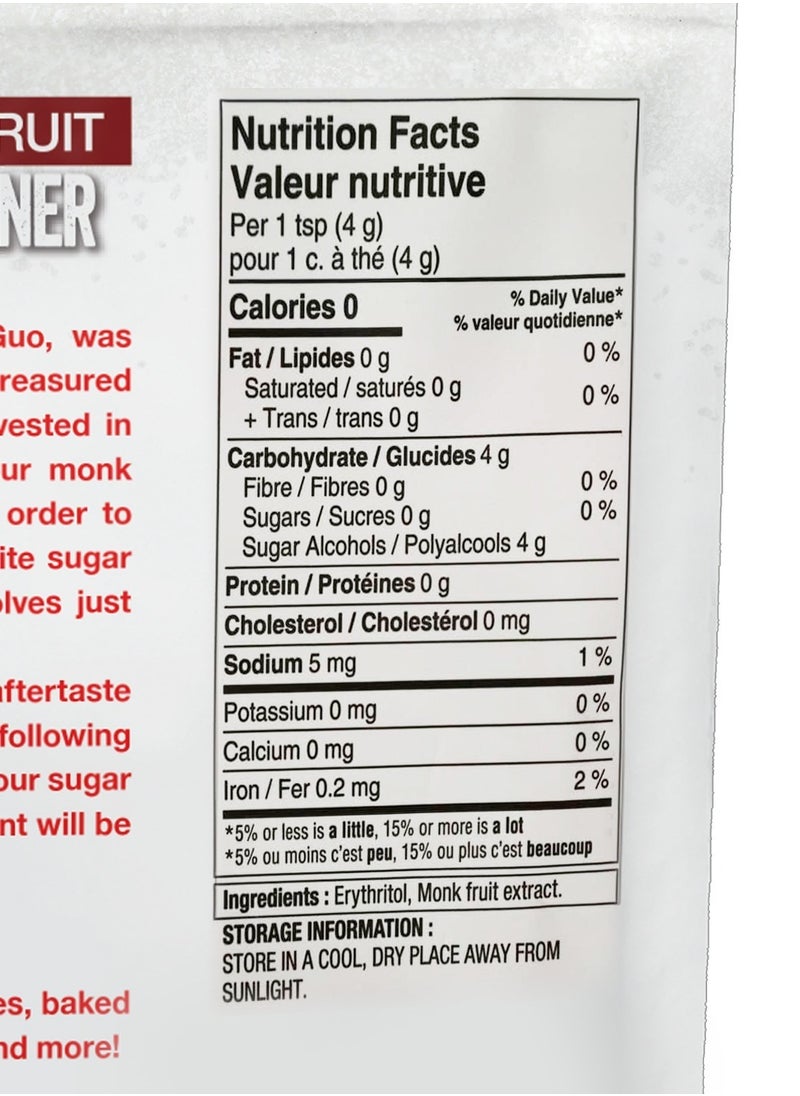 RUIT
NER
Guo, was
reasured
vested in
ur monk
order to
ite sugar
olves just
aftertaste
following
our sugar
nt will be
es, baked
nd more!
Nutrition Facts
Valeur nutritive
Per 1 tsp (4 g)
pour 1 c. à thé (4 g)
Calories 0
% Daily Value*
% valeur quotidienne*
Fat / Lipides 0 g 0 %
Saturated / saturés 0 g
+ Trans / trans 0 g
0 %
Carbohydrate / Glucides 4 g
Fibre / Fibres 0 g 0 %
Sugars / Sucres 0 g 0 %
Sugar Alcohols / Polyalcools 4 g
Protein / Protéines 0 g
Cholesterol / Cholestérol 0 mg
Sodium 5 mg 1 %
Potassium 0 mg 0 %
Calcium 0 mg 0 %
Iron / Fer 0.2 mg 2 %
*5% or less is a little, 15% or more is a lot
*5% ou moins c'est peu, 15% ou plus c'est beaucoup
Ingredients : Erythritol, Monk fruit extract.
STORAGE INFORMATION :
STORE IN A COOL, DRY PLACE AWAY FROM
SUNLIGHT.